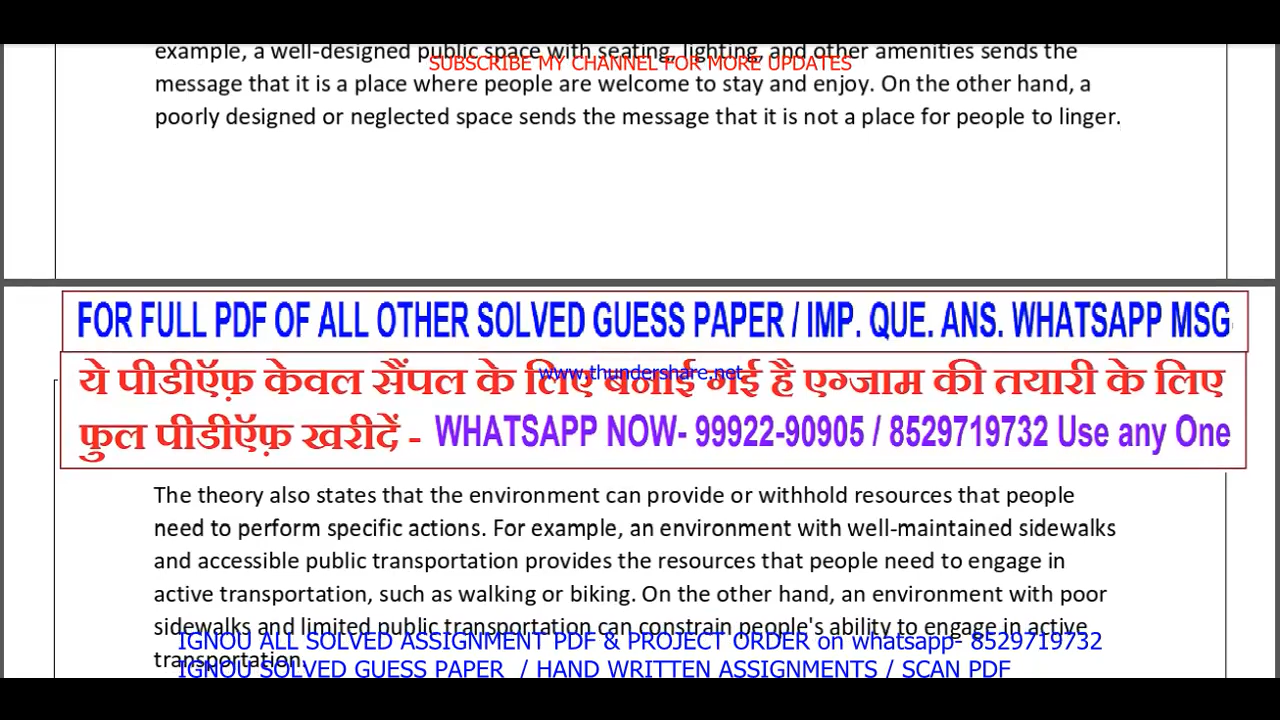 example, a well-designed public space with seating, lighting, and other amenities sends the
SUBSCRIBE MY CHANNEL FOR MORE UPDATES
message that it is a place where people are welcome to stay and enjoy. On the other hand, a
poorly designed or neglected space sends the message that it is not a place for people to linger.
FOR FULL PDF OF ALL OTHER SOLVED GUESS PAPER / IMP. QUE. ANS. WHATSAPP MSG
ये पीडीऍफ़ केवल सैंपल के लिए बनाई गई है एग्जाम की तयारी के लिए
www.thundershare.net
फुल पीडीऍफ़ खरीदें - WHATSAPP NOW- 99922-90905 / 8529719732 Use any One
The theory also states that the environment can provide or withhold resources that people
need to perform specific actions. For example, an environment with well-maintained sidewalks
and accessible public transportation provides the resources that people need to engage in
active transportation, such as walking or biking. On the other hand, an environment with poor
sidewalks and limited public transportation can constrain people's ability to engage in active
IGNOU ALL SOLVED ASSIGNMENT PDF & PROJECT ORDER on whatsapp- 8529719732
transportation.
IGNOU SOLVED GUESS PAPER / HAND WRITTEN ASSIGNMENTS / SCAN PDF